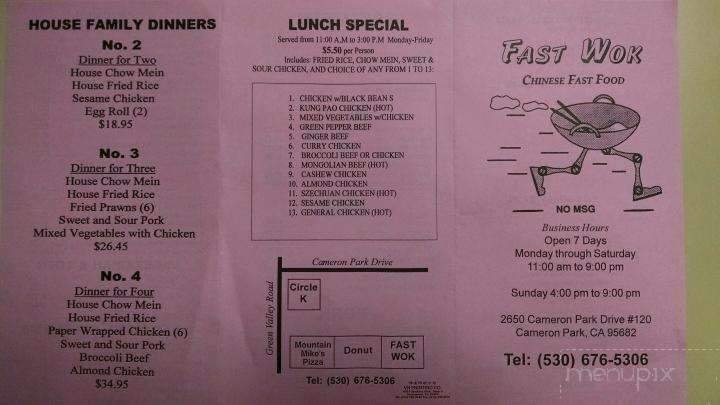 HOUSE FAMILY DINNERS
No. 2
Dinner for Two
House Chow Mein
House Fried Rice
Sesame Chicken
Egg Roll (2)
$18.95
No. 3
Dinner for Three
House Chow Mein
House Fried Rice
Fried Prawns (6)
Sweet and Sour Pork
Mixed Vegetables with Chicken
$26.45
No. 4
Dinner for Four
House Chow Mein
House Fried Rice
Paper Wrapped Chicken (6)
Sweet and Sour Pork
Broccoli Beef
Almond Chicken
$34.95
LUNCH SPECIAL
Served from 11:00 A.M to 3:00 P.M Monday-Friday
$5.50 per Person
Includes: FRIED RICE, CHOW MEIN, SWEET &
SOUR CHICKEN, AND CHOICE OF ANY FROM 1 TO 13:
1. CHICKEN w/BLACK BEAN S
2. KUNG PAO CHICKEN (HOT)
3. MIXED VEGETABLES w/CHICKEN
4. GREEN PEPPER BEEF
5. GINGER BEEF
6. CURRY CHICKEN
7. BROCCOLI BEEF OR CHICKEN
8. MONGOLIAN BEEF (HOT)
9. CASHEW CHICKEN
10. ALMOND CHICKEN
11. SZECHUAN CHICKEN (HOT)
12. SESAME CHICKEN
13. GENERAL CHICKEN (HOT)
Cameron Park Drive
Green Valley Road
Circle
K
Mountain
Mike's
Pizza
Donut
FAST
WOK
Tel: (530) 676-5306
FAST WOK
CHINESE FAST FOOD
NO MSG
Business Hours
Open 7 Days
Monday through Saturday
11:00 am to 9:00 pm
Sunday 4:00 pm to 9:00 pm
2650 Cameron Park Drive #120
Cameron Park, CA 95682
Tel: (530) 676-5306
menupix